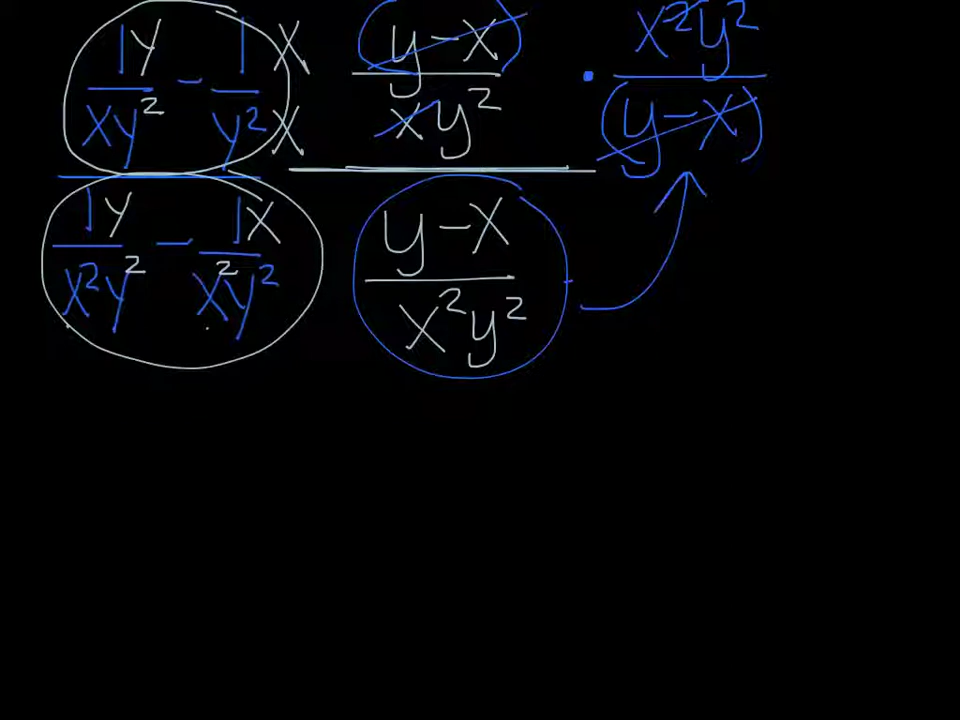 1y/xy² - 1x/y²x
y-x/xy² · x²y²/(y-x)
1y/x²y² - 1x/x²y²
y-x/x²y²